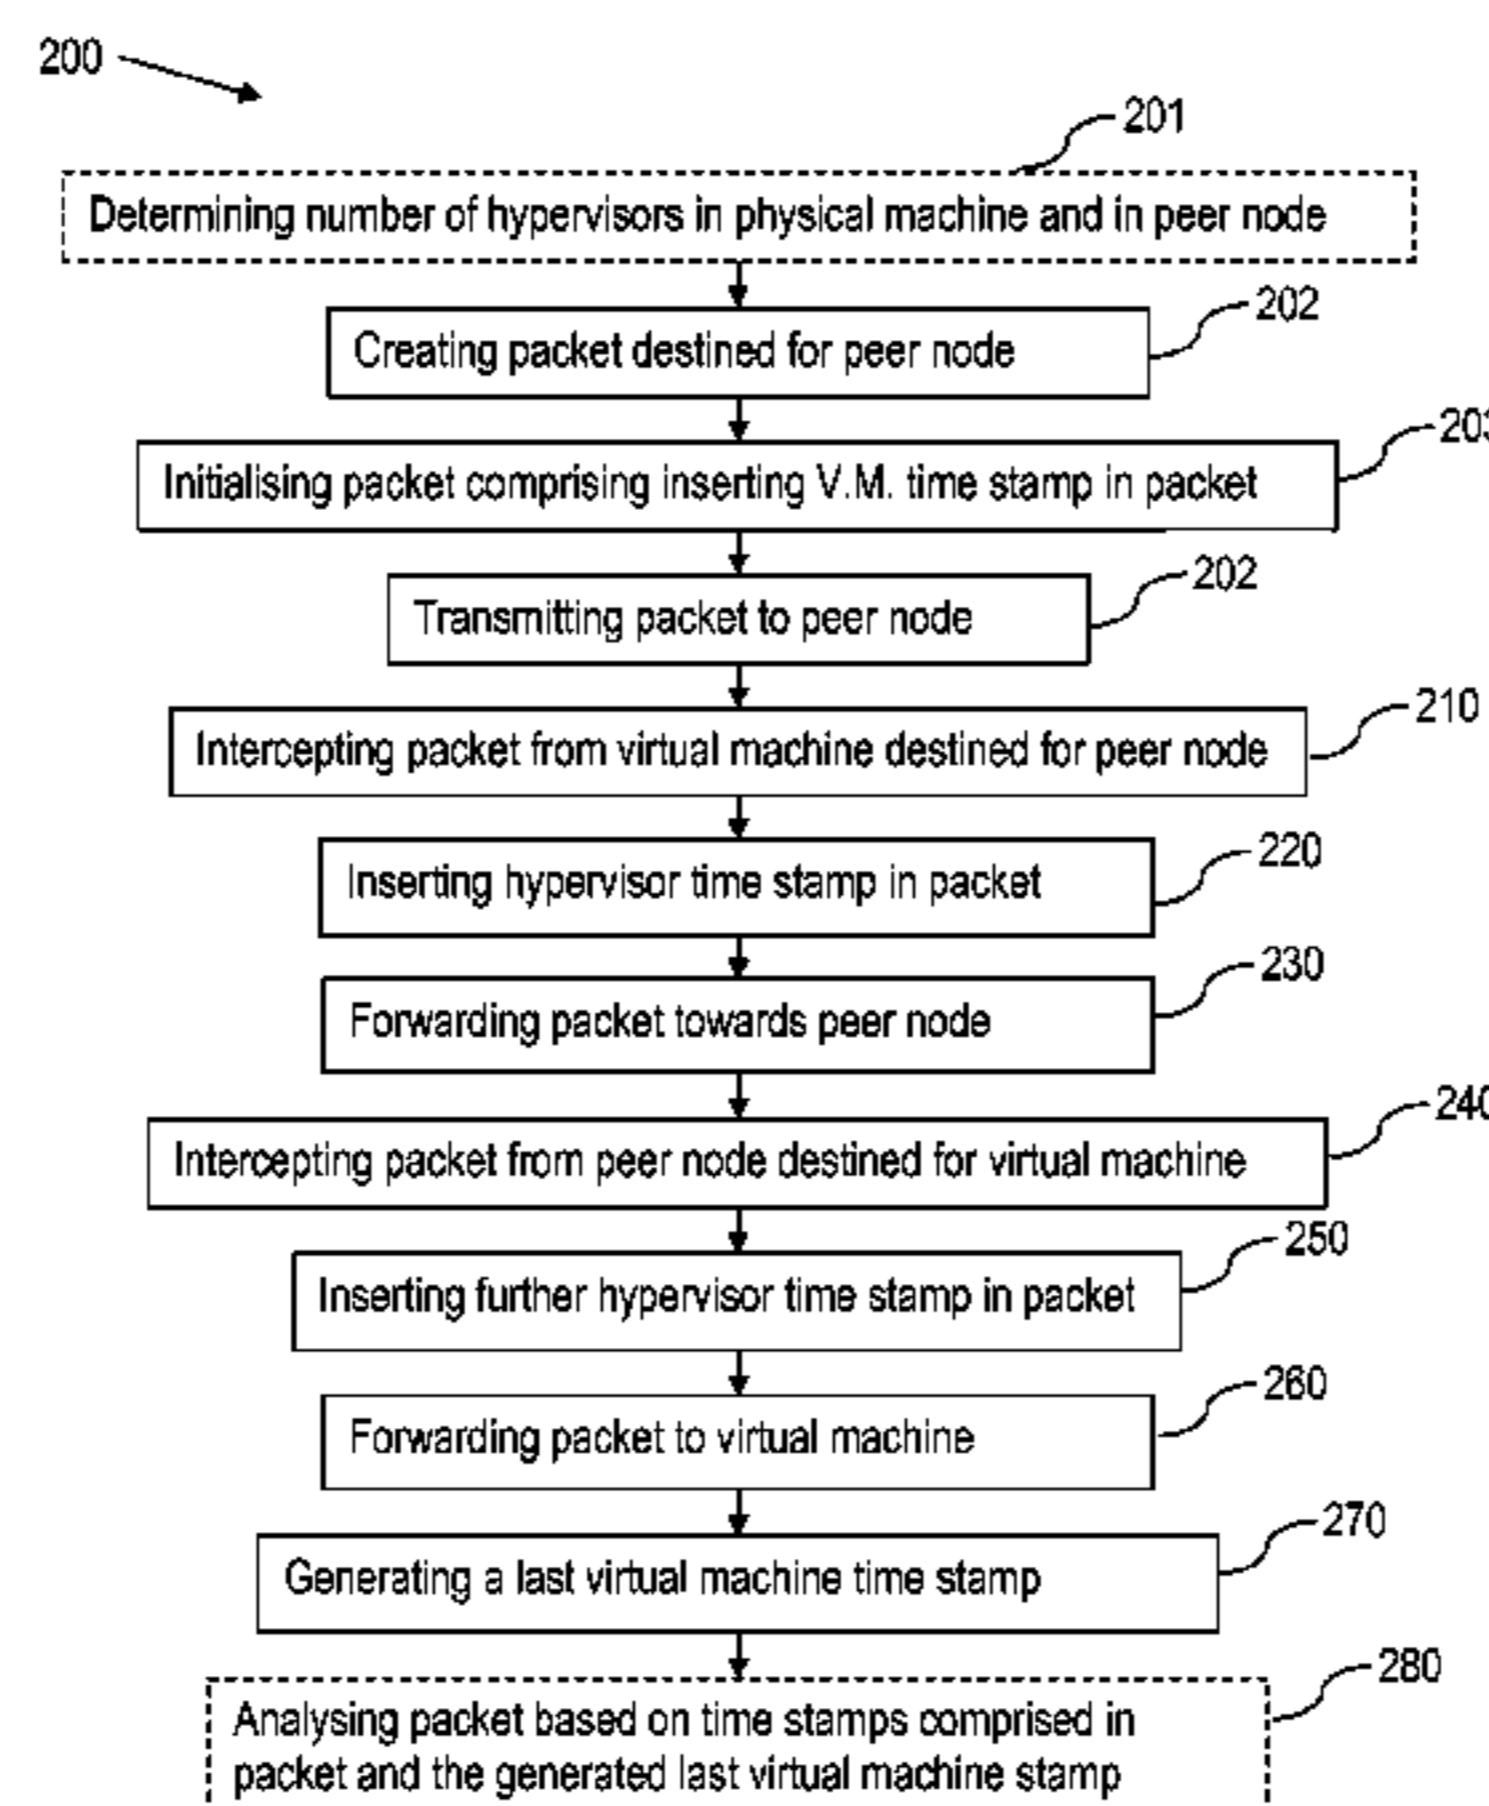 200
201
Determining number of hypervisors in physical machine and in peer node
202
Creating packet destined for peer node
203
Initialising packet comprising inserting V.M. time stamp in packet
202
Transmitting packet to peer node
210
Intercepting packet from virtual machine destined for peer node
220
Inserting hypervisor time stamp in packet
230
Forwarding packet towards peer node
240
Intercepting packet from peer node destined for virtual machine
250
Inserting further hypervisor time stamp in packet
260
Forwarding packet to virtual machine
270
Generating a last virtual machine time stamp
280
Analysing packet based on time stamps comprised in
packet and the generated last virtual machine stamp